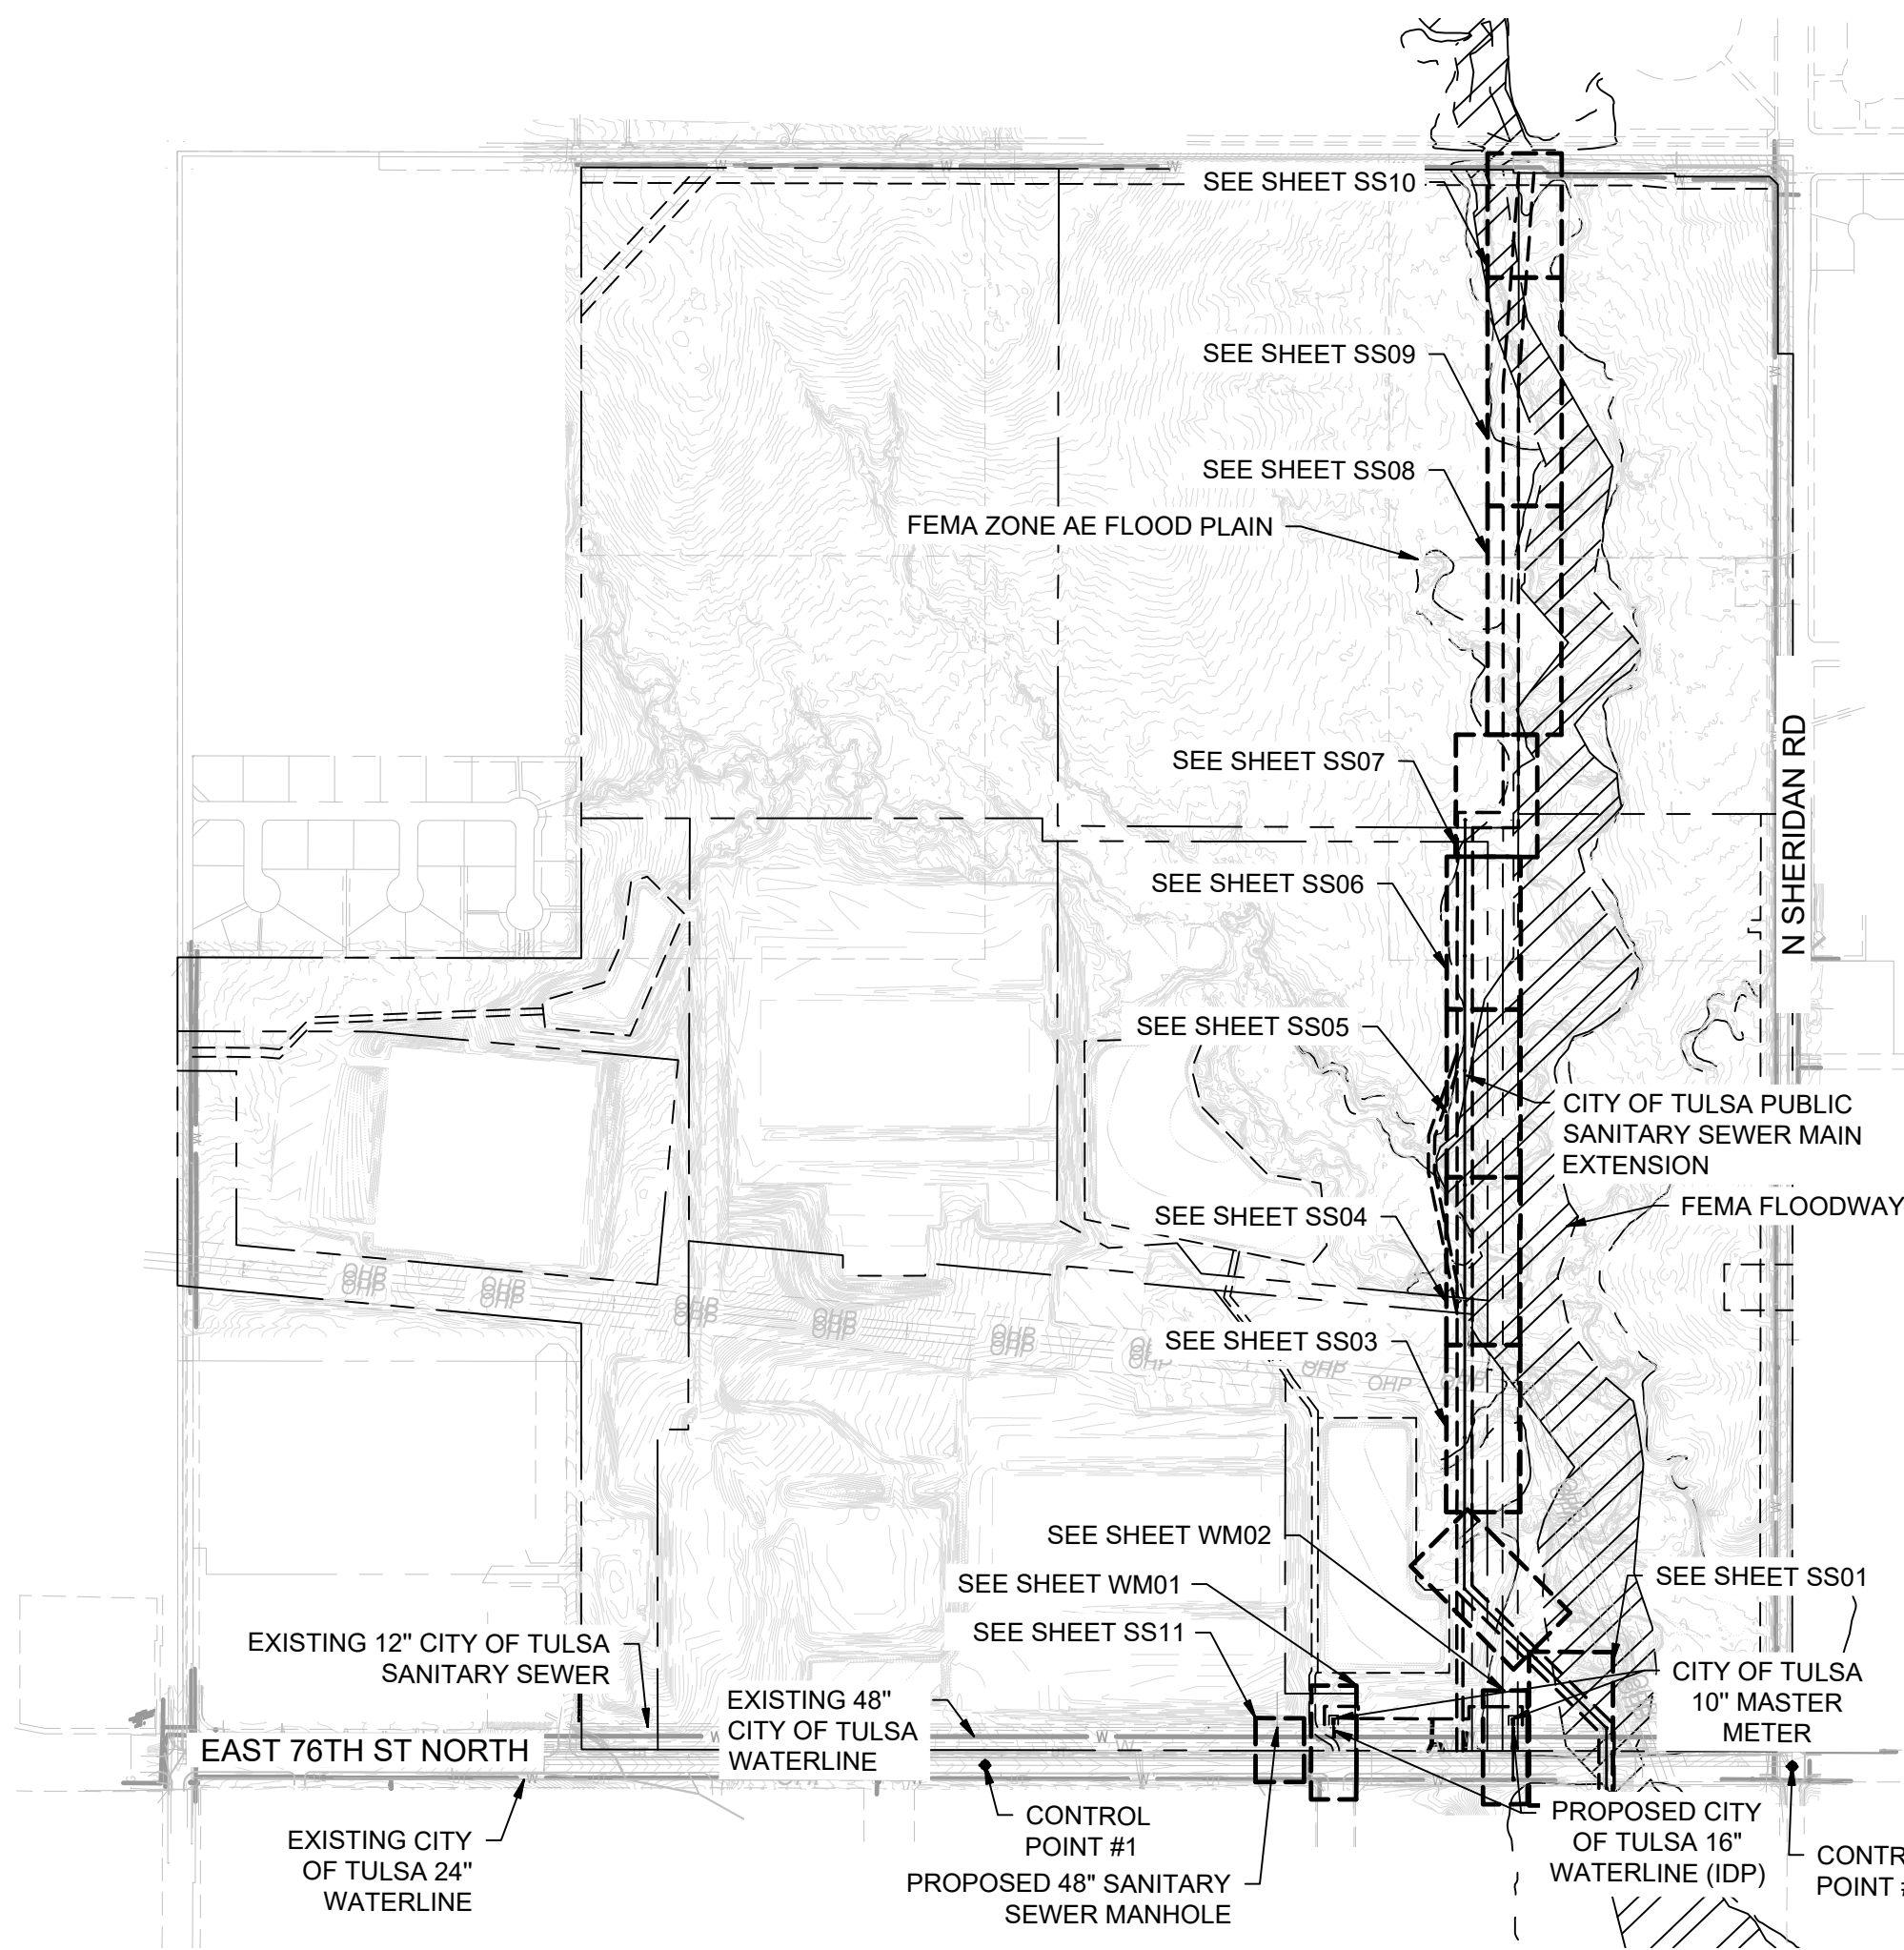 SEE SHEET SS10
SEE SHEET SS09
SEE SHEET SS08
FEMA ZONE AE FLOOD PLAIN
SEE SHEET SS07
N SHERIDAN RD
SEE SHEET SS06
SEE SHEET SS05
CITY OF TULSA PUBLIC
SANITARY SEWER MAIN
EXTENSION
FEMA FLOODWAY
SEE SHEET SS04
SEE SHEET SS03
OHP
OHP
SEE SHEET WM02
SEE SHEET WM01
SEE SHEET SS11
SEE SHEET SS01
CITY OF TULSA
10" MASTER
METER
EXISTING 12" CITY OF TULSA
SANITARY SEWER
EXISTING 48"
CITY OF TULSA
WATERLINE
EAST 76TH ST NORTH
EXISTING CITY
OF TULSA 24"
WATERLINE
CONTROL
POINT #1
PROPOSED 48" SANITARY
SEWER MANHOLE
PROPOSED CITY
OF TULSA 16"
WATERLINE (IDP)
POINT